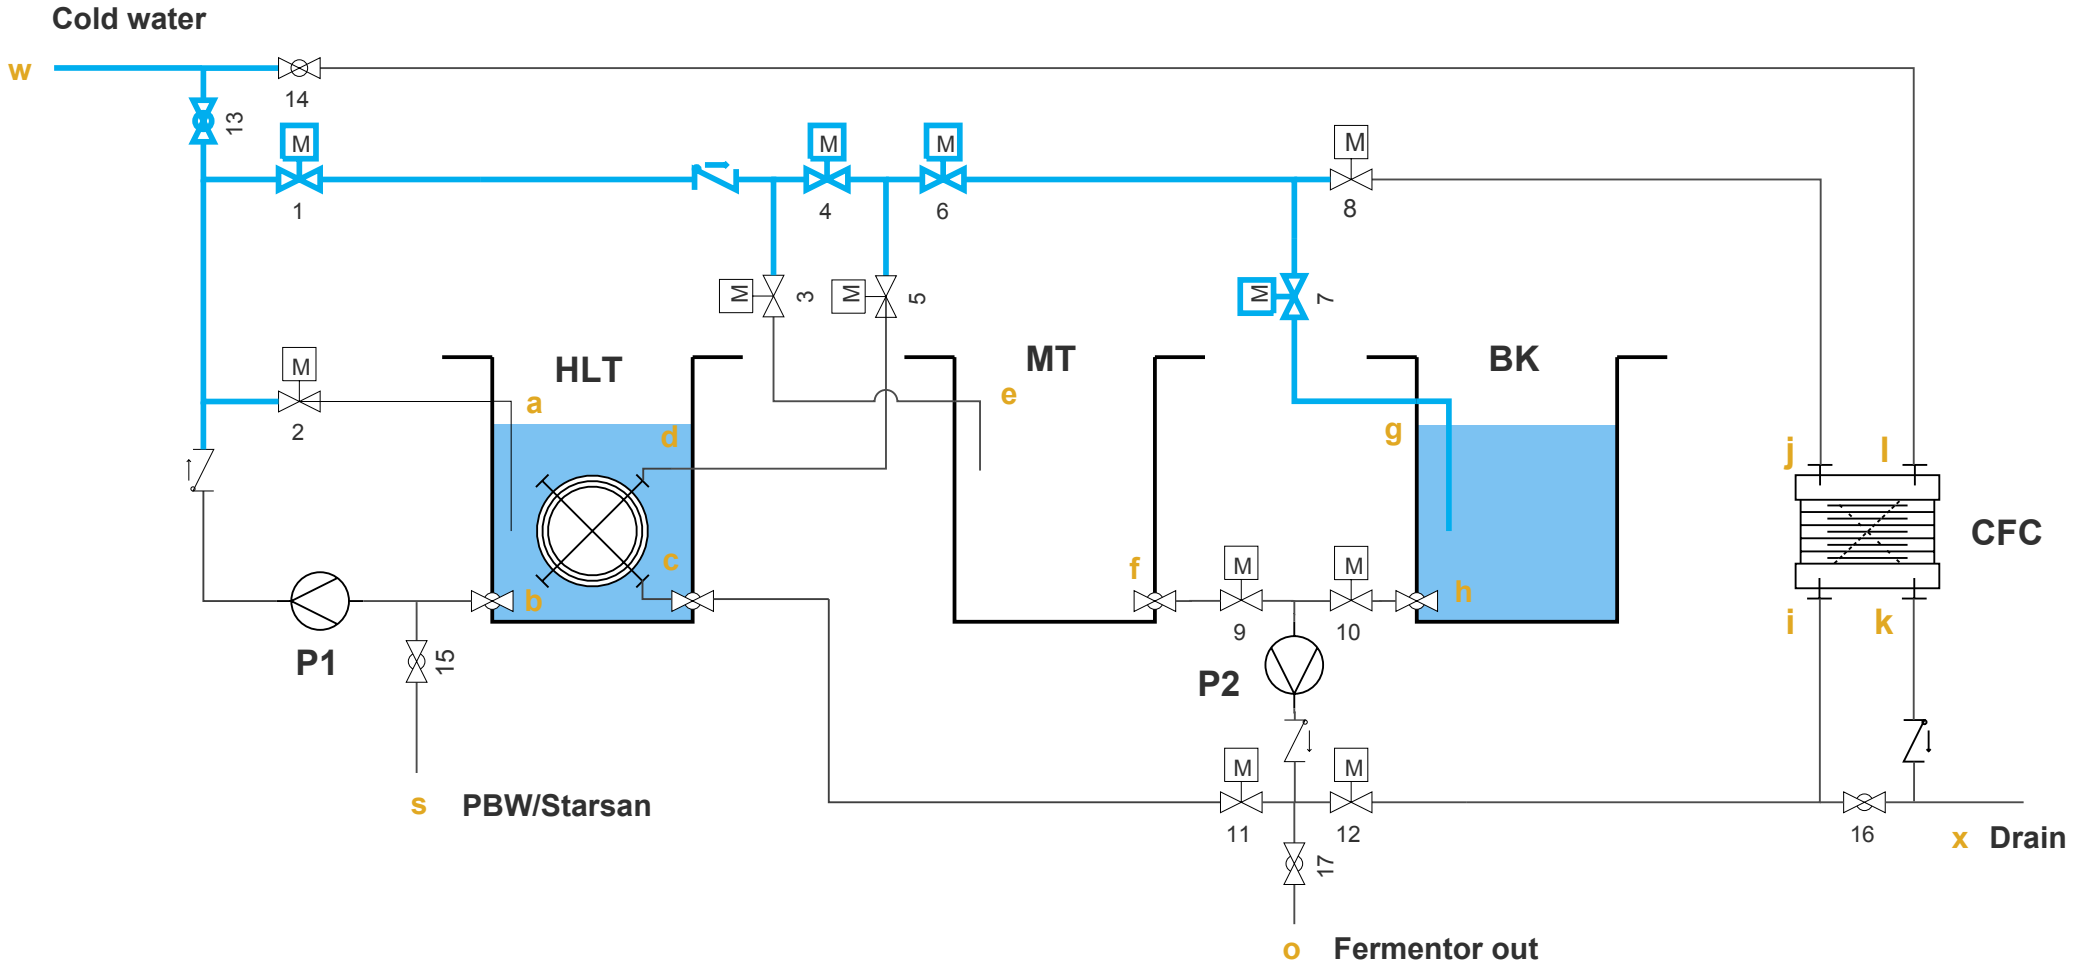 Cold water
w
14
13
M
M
M
M
1
4
6
8
M
3
M
5
M
7
M
2
HLT
MT
BK
a
e
d
g
j
l
CFC
c
b
f
M
M
h
i
k
9
10
P1
15
P2
M
M
s
PBW/Starsan
11
12
16
17
x
Drain
o
Fermentor out